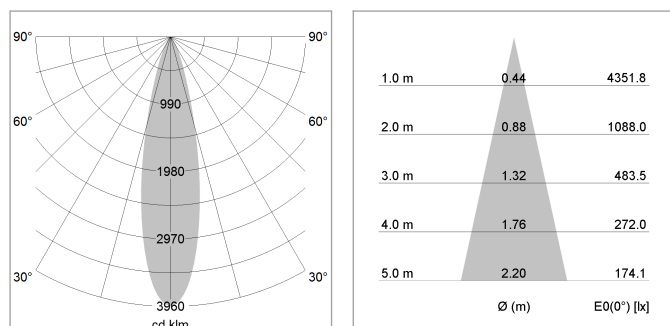 90° 90°
60° 990 60°
1980
2970
30° 30°
3960
cd klm
1.0 m 0.44 4351.8
2.0 m 0.88 1088.0
3.0 m 1.32 483.5
4.0 m 1.76 272.0
5.0 m 2.20 174.1
Ø (m) E0(0°) [lx]